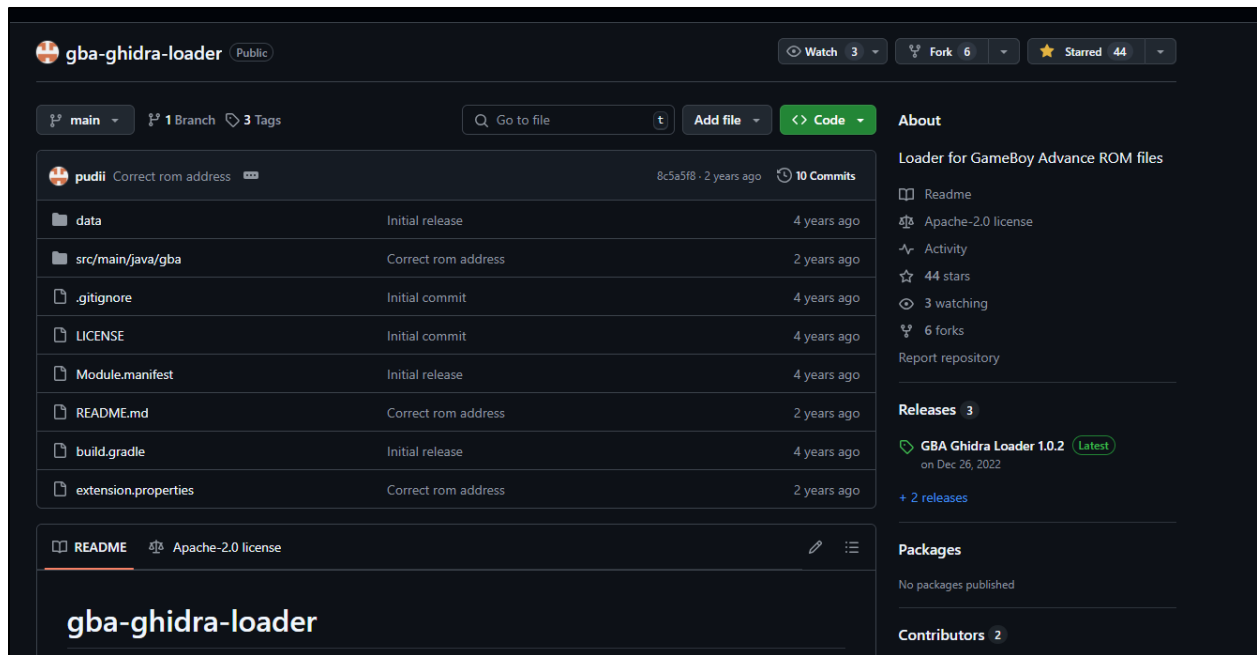 gba-ghidra-loader Public Watch 3 Fork 6 Starred 44
main 1 Branch 3 Tags Go to file t Add file Code
pudii Correct rom address 8c5a5f8 · 2 years ago 10 Commits
data Initial release 4 years ago
src/main/java/gba Correct rom address 2 years ago
.gitignore Initial commit 4 years ago
LICENSE Initial commit 4 years ago
Module.manifest Initial release 4 years ago
README.md Correct rom address 2 years ago
build.gradle Initial release 4 years ago
extension.properties Correct rom address 2 years ago
README Apache-2.0 license
gba-ghidra-loader
About
Loader for GameBoy Advance ROM files
Readme
Apache-2.0 license
Activity
44 stars
3 watching
6 forks
Report repository
Releases 3
GBA Ghidra Loader 1.0.2 Latest
on Dec 26, 2022
+ 2 releases
Packages
No packages published
Contributors 2